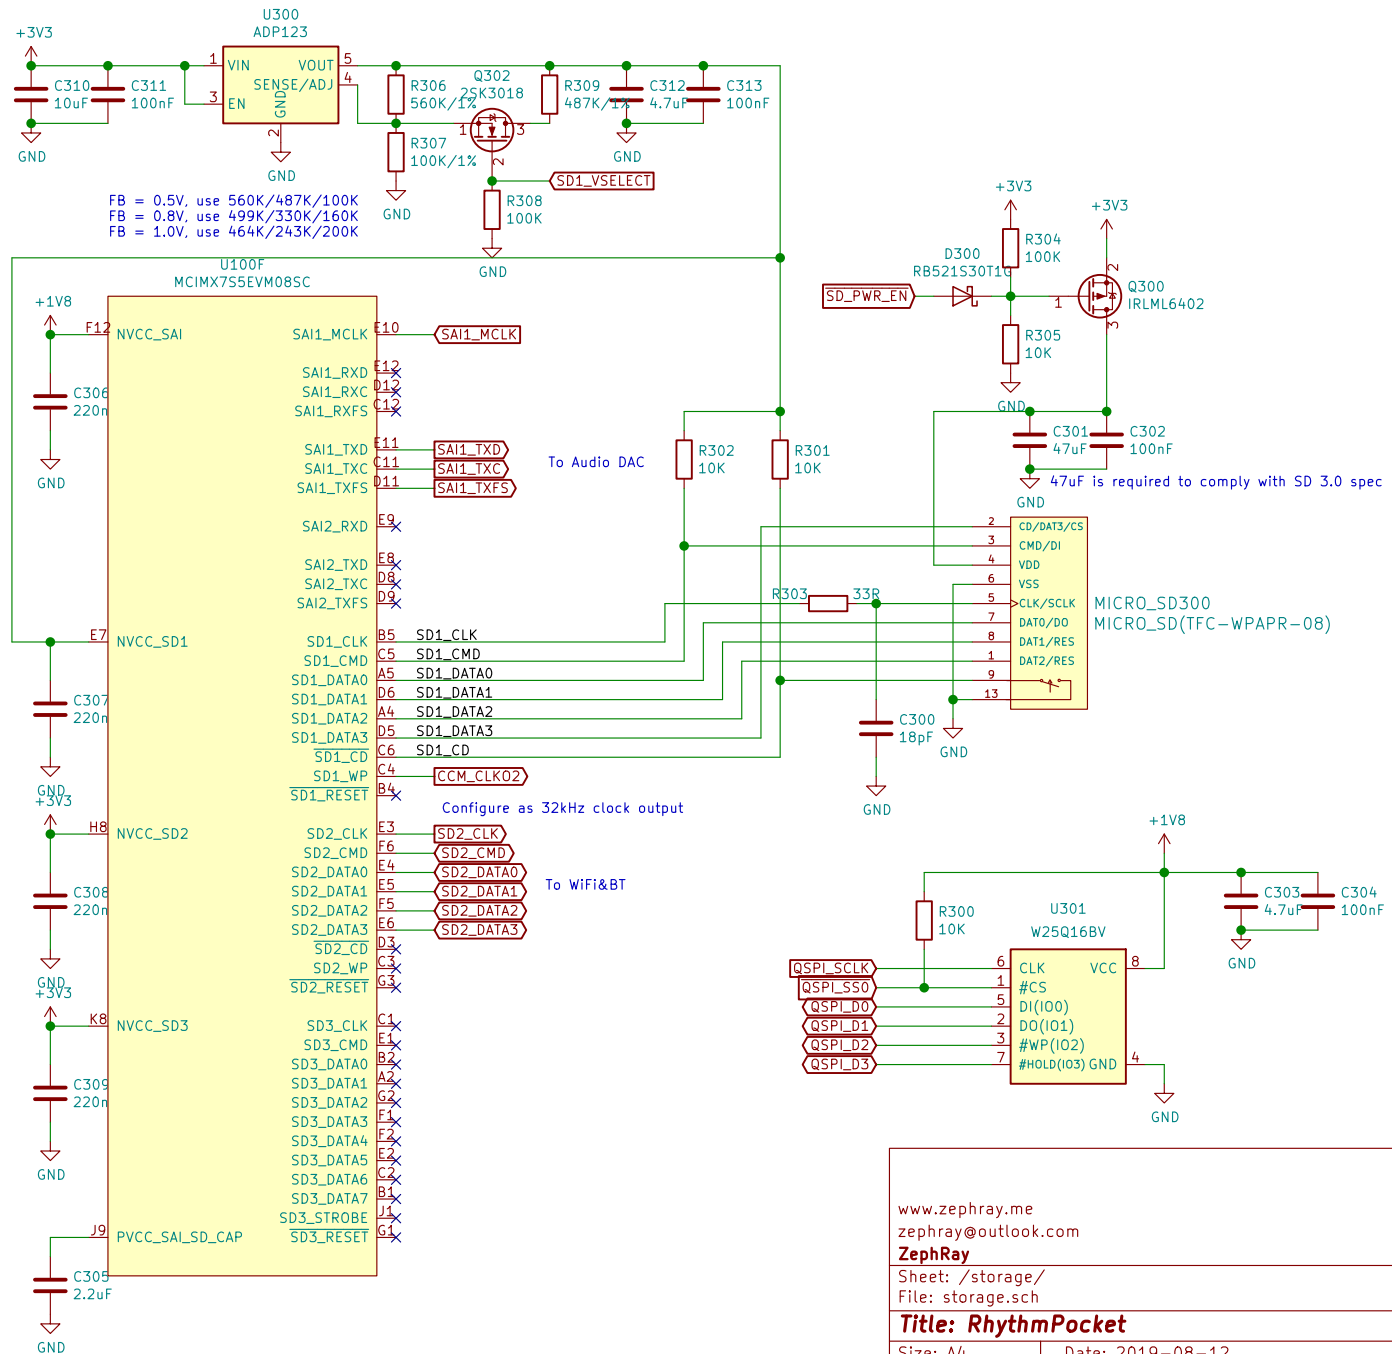 U300
ADP123
+3V3
1
VIN
VOUT
5
SENSE/ADJ
4
3
EN
GND
2
GND
C310
10uF
C311
100nF
GND
R306
560K/1%
R307
100K/1%
GND
Q302
2SK3018
1
3
2
R309
487K/1%
C312
4.7uF
C313
100nF
GND
SD1_VSELECT
R308
100K
GND
FB = 0.5V, use 560K/487K/100K
FB = 0.8V, use 499K/330K/160K
FB = 1.0V, use 464K/243K/200K
+3V3
R304
100K
+3V3
D300
RB521S30T1G
SD_PWR_EN
2
1
3
Q300
IRLML6402
R305
10K
GND
C301
47uF
C302
100nF
GND
47uF is required to comply with SD 3.0 spec
U100F
MCIMX7S5EVM08SC
+1V8
F12
NVCC_SAI
SAI1_MCLK
E10
SAI1_MCLK
SAI1_RXD
E12
SAI1_RXC
D12
SAI1_RXFS
C12
C306
220n
GND
SAI1_TXD
E11
SAI1_TXD
SAI1_TXC
C11
SAI1_TXC
SAI1_TXFS
D11
SAI1_TXFS
To Audio DAC
R302
10K
R301
10K
SAI2_RXD
E9
SAI2_TXD
E8
SAI2_TXC
D8
SAI2_TXFS
D9
E7
NVCC_SD1
SD1_CLK
B5
SD1_CLK
SD1_CMD
C5
SD1_CMD
SD1_DATA0
A5
SD1_DATA0
SD1_DATA1
D6
SD1_DATA1
SD1_DATA2
A4
SD1_DATA2
SD1_DATA3
D5
SD1_DATA3
SD1_CD
C6
SD1_CD
SD1_WP
C4
CCM_CLKO2
SD1_RESET
B4
C307
220n
GND
Configure as 32kHz clock output
R303
33R
C300
18pF
GND
2
CD/DAT3/CS
3
CMD/DI
4
VDD
6
VSS
5
CLK/SCLK
7
DAT0/DO
8
DAT1/RES
1
DAT2/RES
9
13
MICRO_SD300
MICRO_SD(TFC-WPAPR-08)
GND
+3V3
H8
NVCC_SD2
SD2_CLK
E3
SD2_CLK
SD2_CMD
F6
SD2_CMD
SD2_DATA0
E4
SD2_DATA0
SD2_DATA1
E5
SD2_DATA1
SD2_DATA2
F5
SD2_DATA2
SD2_DATA3
E6
SD2_DATA3
SD2_CD
D3
SD2_WP
C3
SD2_RESET
G3
To WiFi&BT
C308
220n
GND
+3V3
K8
NVCC_SD3
SD3_CLK
C1
SD3_CMD
E1
SD3_DATA0
B2
SD3_DATA1
A2
SD3_DATA2
G2
SD3_DATA3
F1
SD3_DATA4
F2
SD3_DATA5
E2
SD3_DATA6
C2
SD3_DATA7
B1
SD3_STROBE
J1
SD3_RESET
G1
C309
220n
GND
J9
PVCC_SAI_SD_CAP
C305
2.2uF
GND
+1V8
R300
10K
U301
W25Q16BV
C303
4.7uF
C304
100nF
GND
QSPI_SCLK
6
CLK
VCC
8
QSPI_SS0
1
#CS
QSPI_D0
5
DI(IO0)
QSPI_D1
2
DO(IO1)
QSPI_D2
3
#WP(IO2)
QSPI_D3
7
#HOLD(IO3)
GND
4
GND
www.zephray.me
zephray@outlook.com
ZephRay
Sheet: /storage/
File: storage.sch
Title: RhythmPocket
Size: A4
Date: 2019-08-12